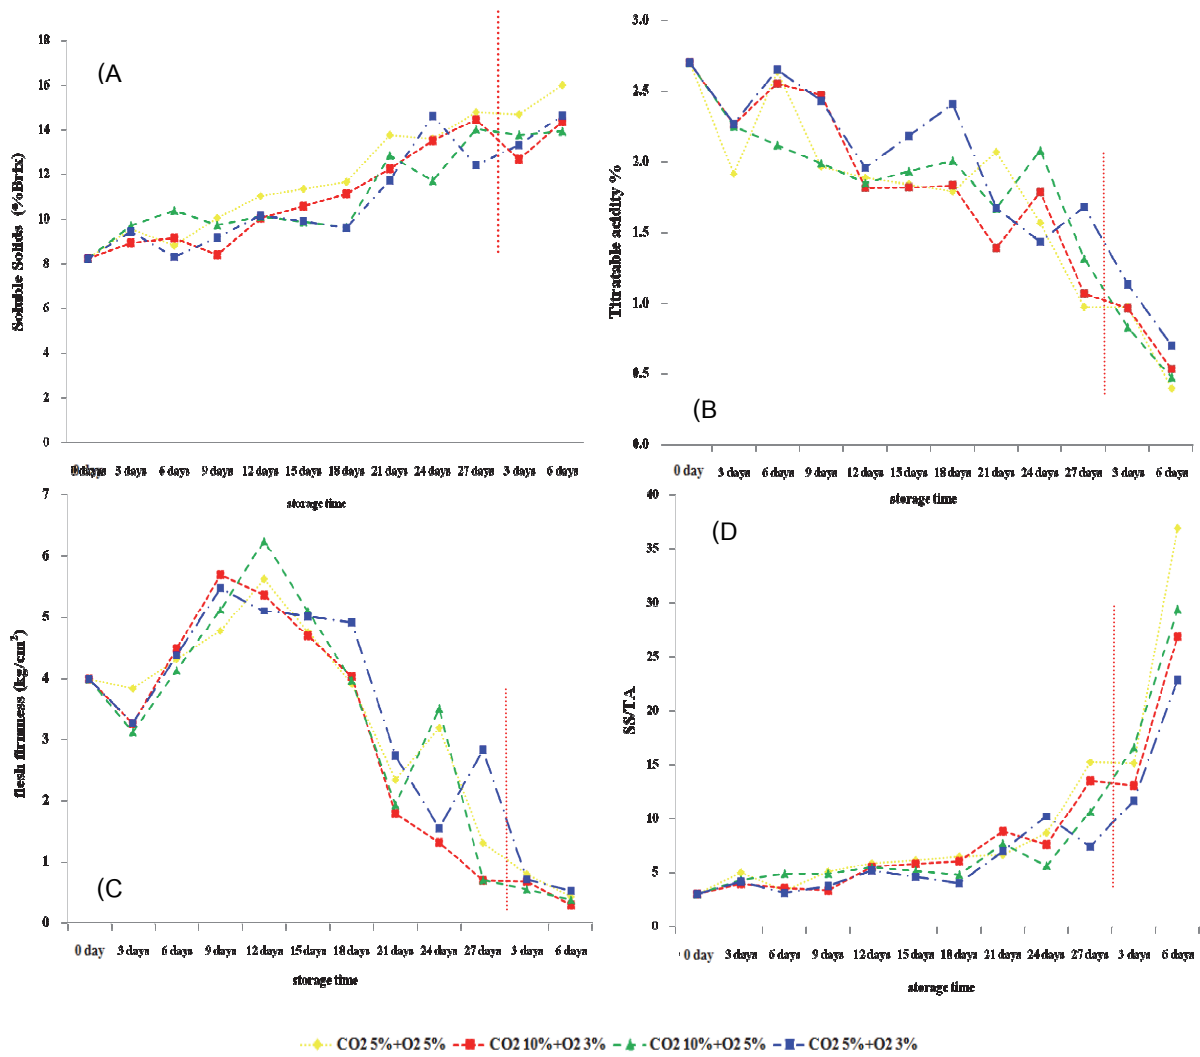 (A
Soluble Solids (%Brix)
18
16
14
12
10
8
6
4
2
0
3 days 6 days 9 days 12 days 15 days 18 days 21 days 24 days 27 days 3 days 6 days
storage time
(B
Titratable acidity %
3.0
2.5
2.0
1.5
1.0
0.5
0.0
0 day 3 days 6 days 9 days 12 days 15 days 18 days 21 days 24 days 27 days 3 days 6 days
storage time
(C
flesh firmness (kg/cm²)
7
6
5
4
3
2
1
0
0 day 3 days 6 days 9 days 12 days 15 days 18 days 21 days 24 days 27 days 3 days 6 days
storage time
(D
SS/TA
40
35
30
25
20
15
10
5
0
0 day 3 days 6 days 9 days 12 days 15 days 18 days 21 days 24 days 27 days 3 days 6 days
storage time
CO2 5%+O2 5% CO2 10%+O2 3% CO2 10%+O2 5% CO2 5%+O2 3%